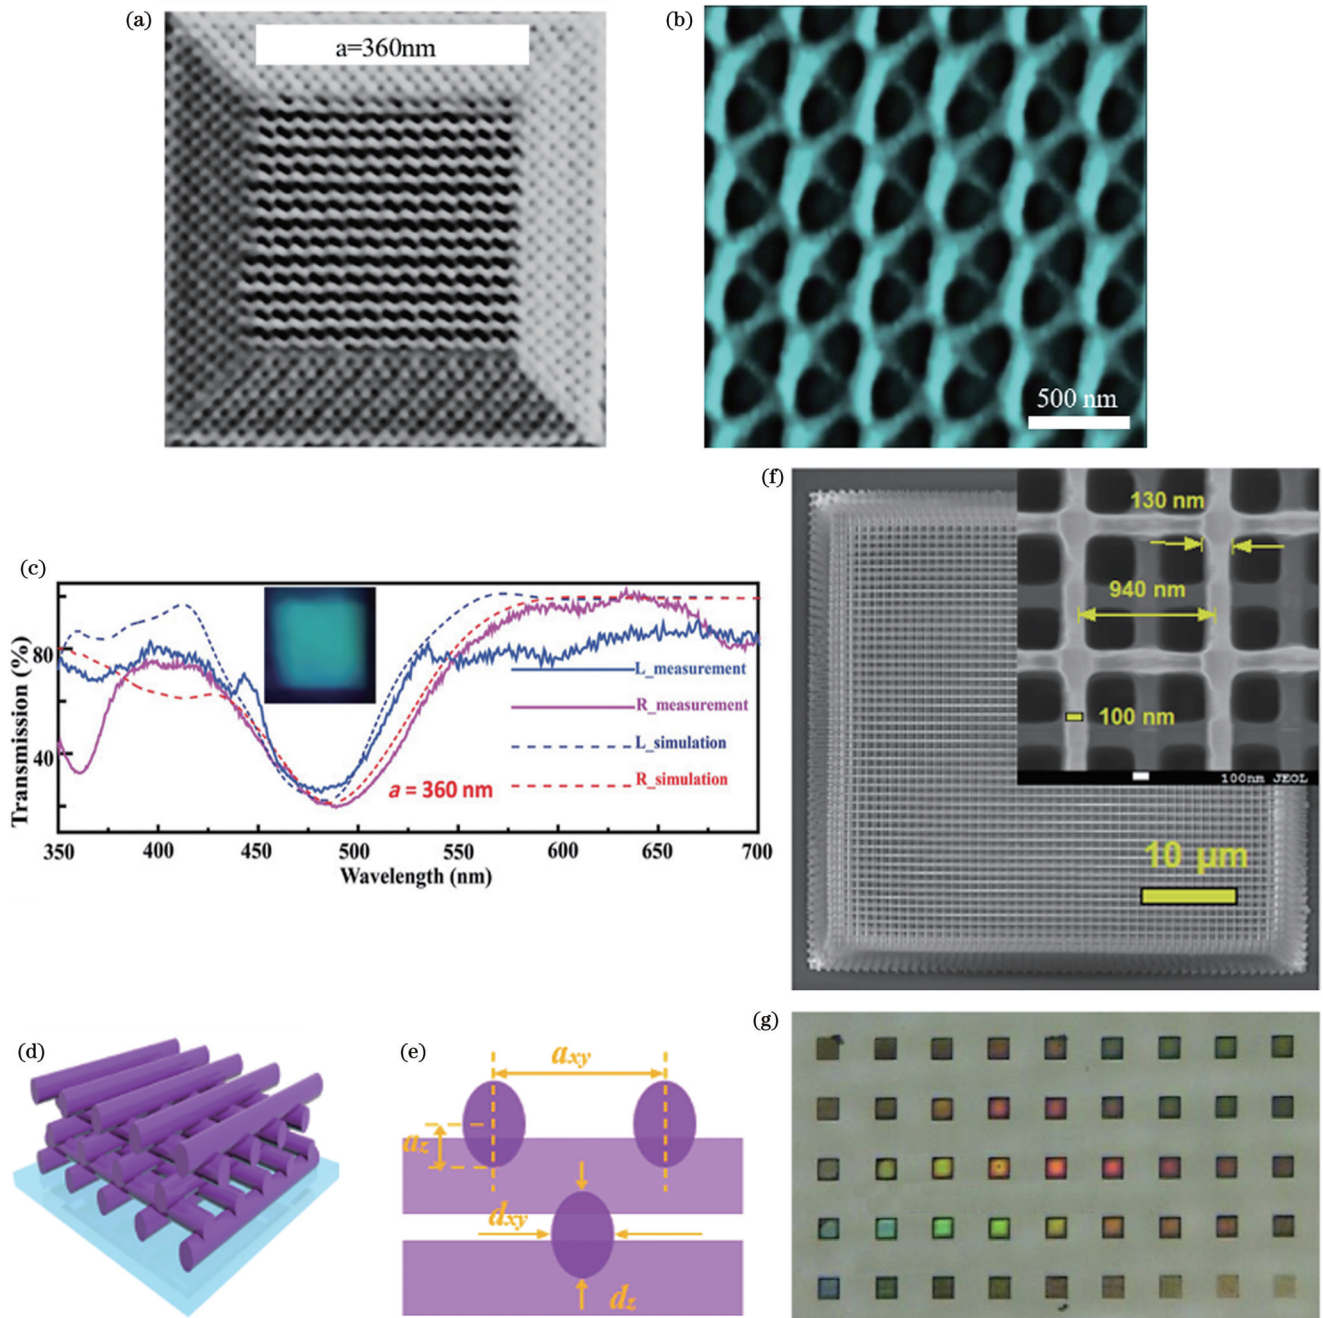 (a)
a=360nm
(b)
500 nm
(c)
Transmission (%)
80
40
350
400
450
500
550
600
650
700
Wavelength (nm)
L_measurement
R_measurement
L_simulation
R_simulation
a = 360 nm
(f)
130 nm
940 nm
100 nm
100nm JEOL
10 μm
(d)
(e)
axy
az
dxy
dz
(g)